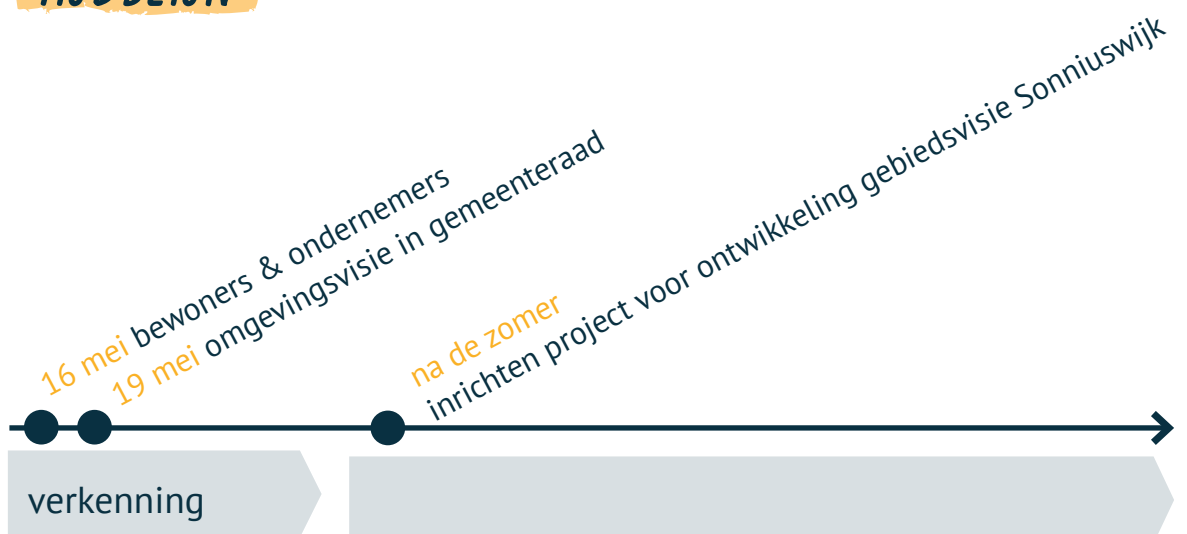 16 mei bewoners & ondernemers
19 mei omgevingsvisie in gemeenteraad
na de zomer
inrichten project voor ontwikkeling gebiedsvisie Sonniuswijk
verkenning